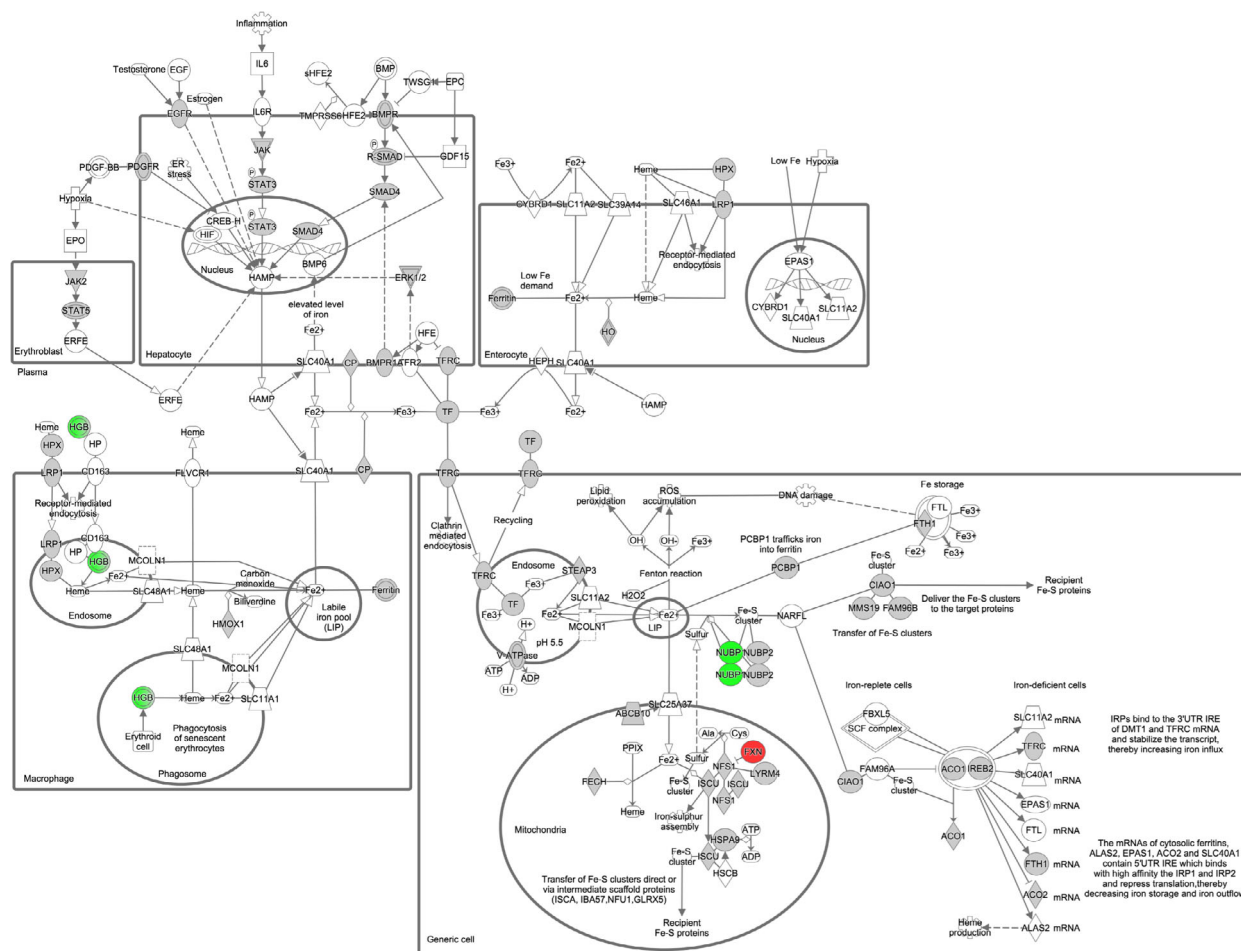 Inflammation
Testosterone
EGF
IL6
sHFE2
BMP
TWSG1
EPC
Estrogen
EGFR
IL6R
TMPRSS6
HFE2
BMPR
PDGF-BB
PDGFR
ER
stress
JAK
P
R-SMAD
GDF15
P
STAT3
SMAD4
Hypoxia
CREB-H
P
HIF
STAT3
SMAD4
EPO
Nucleus
HAMP
BMP6
ERK1/2
JAK2
STAT5
ERFE
Erythroblast
Plasma
elevated level
of iron
Fe2+
HFE
Hepatocyte
SLC40A1
CP
BMPR1A
TFR2
TFRC
ERFE
HAMP
Fe2+
Fe3+
TF
Fe3+
Fe2+
HAMP
Fe3+
Fe2+
Heme
HPX
CYBRD1
SLC11A2
SLC39A14
SLC46A1
LRP1
Receptor-mediated
endocytosis
Low Fe
demand
Ferritin
Fe2+
Heme
HO
Enterocyte
HEPH
SLC40A1
Low Fe
Hypoxia
EPAS1
CYBRD1
SLC40A1
SLC11A2
Nucleus
Heme
HGB
HPX
HP
Heme
LRP1
CD163
FLVCR1
SLC40A1
CP
Receptor-mediated
endocytosis
LRP1
CD163
HP
HGB
MCOLN1
HPX
Fe2+
Heme
SLC48A1
Heme
Carbon
monoxide
Biliverdine
HMOX1
Fe2+
Ferritin
Endosome
Labile
iron pool
(LIP)
SLC48A1
MCOLN1
HGB
Heme
Fe2+
SLC11A1
Erythroid
cell
Phagocytosis
of senescent
erythrocytes
Phagosome
Macrophage
TF
TFRC
TFRC
Recycling
Clathrin
mediated
endocytosis
Lipid
peroxidation
ROS
accumulation
DNA damage
Fe storage
FTL
FTH1
Fe3+
Fe3+
Fe2+
Fe3+
OH
OH-
Fe3+
PCBP1 trafficks iron
into ferritin
PCBP1
Fenton reaction
Endosome
STEAP3
TFRC
Fe3+
SLC11A2
H2O2
TF
Fe3+
Fe2+
MCOLN1
Fe2+
LIP
H+
pH 5.5
V-ATPase
ATP
ADP
H+
Sulfur
Fe-S
cluster
NARFL
NUBP
NUBP2
NUBP
NUBP2
Fe-S
cluster
CIAO1
MMS19
FAM96B
Deliver the Fe-S clusters
to the target proteins
Recipient
Fe-S proteins
Transfer of Fe-S clusters
ABCB10
SLC25A37
PPIX
Fe2+
Ala
Cys
FXN
Sulfur
NFS1
LYRM4
FECH
Fe-S
cluster
ISCU
ISCU
NFS1
Heme
Iron-sulphur
assembly
Mitochondria
HSPA9
ATP
ADP
Fe-S
cluster
ISCU
HSCB
Transfer of Fe-S clusters direct or
via intermediate scaffold proteins
(ISCA, IBA57,NFU1,GLRX5)
Recipient
Fe-S proteins
Generic cell
Iron-replete cells
Iron-deficient cells
FBXL5
SCF complex
CIAO1
FAM96A
Fe-S
cluster
ACO1
IREB2
ACO1
SLC11A2 mRNA
TFRC mRNA
SLC40A1 mRNA
EPAS1 mRNA
FTL mRNA
FTH1 mRNA
ACO2 mRNA
ALAS2 mRNA
Heme
production
IRPs bind to the 3'UTR IRE
of DMT1 and TFRC mRNA
and stabilize the transcript,
thereby increasing iron influx
The mRNAs of cytosolic ferritins,
ALAS2, EPAS1, ACO2 and SLC40A1
contain 5'UTR IRE which binds
with high affinity the IRP1 and IRP2
and repress translation,thereby
decreasing iron storage and iron outflow